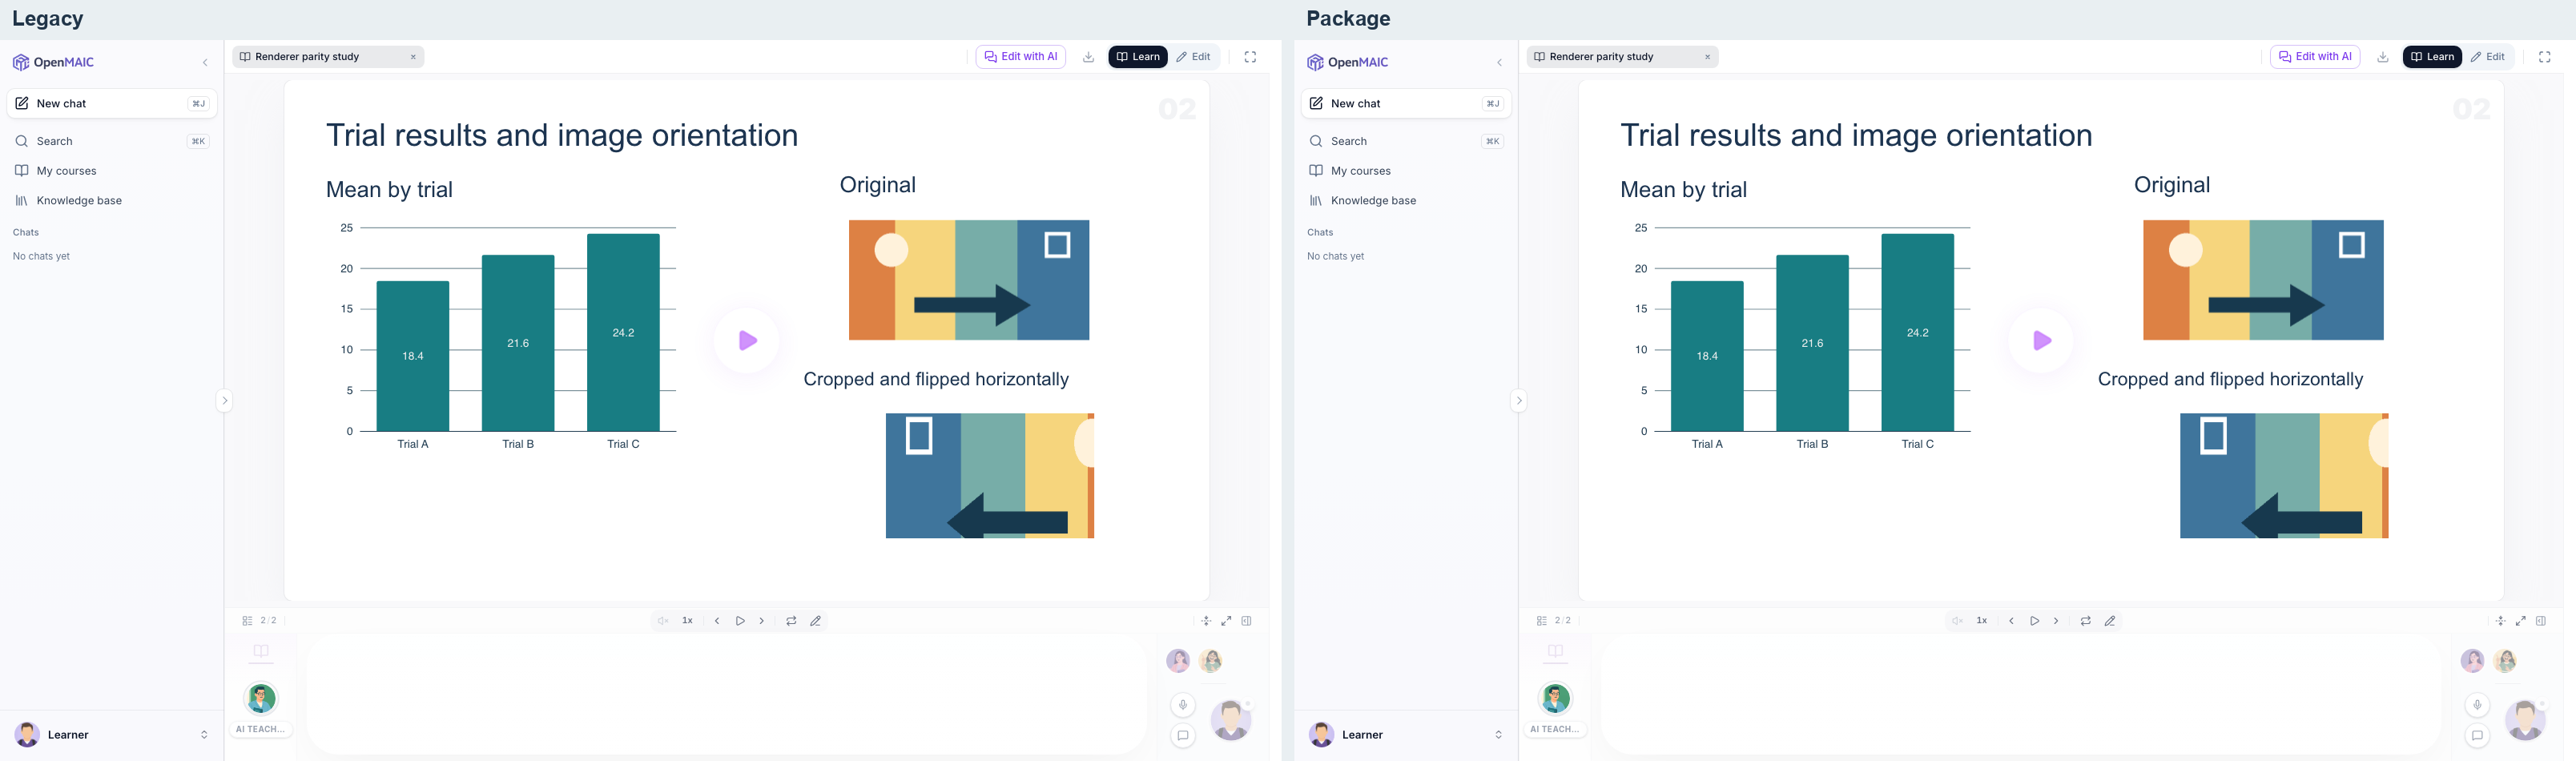 Legacy
OpenMAIC
New chat ⌘J
Search ⌘K
My courses
Knowledge base
Chats
No chats yet
Learner
Renderer parity study ×
Edit with AI
Learn
Edit
02
Trial results and image orientation
Mean by trial
25
20
15
10
5
0
18.4
21.6
24.2
Trial A
Trial B
Trial C
Original
Cropped and flipped horizontally
2/2
1x
AI TEACH...
Package
OpenMAIC
New chat ⌘J
Search ⌘K
My courses
Knowledge base
Chats
No chats yet
Learner
Renderer parity study ×
Edit with AI
Learn
Edit
02
Trial results and image orientation
Mean by trial
25
20
15
10
5
0
18.4
21.6
24.2
Trial A
Trial B
Trial C
Original
Cropped and flipped horizontally
2/2
1x
AI TEACH...